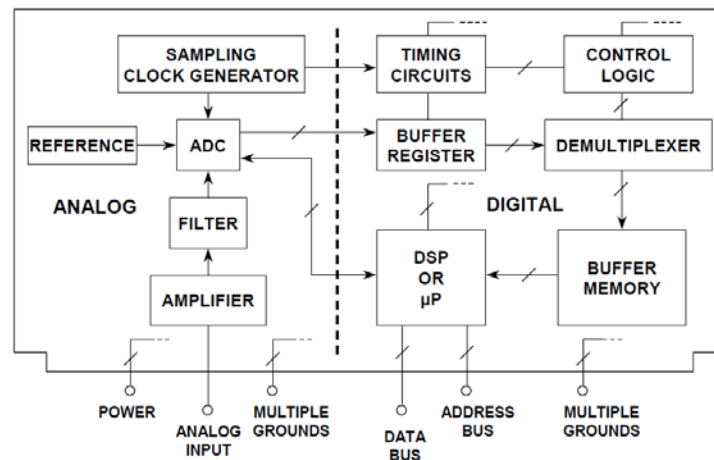 SAMPLING
CLOCK GENERATOR
TIMING
CIRCUITS
CONTROL
LOGIC
REFERENCE
ADC
BUFFER
REGISTER
DEMULTIPLEXER
ANALOG
FILTER
DIGITAL
AMPLIFIER
DSP
OR
μP
BUFFER
MEMORY
POWER
ANALOG
INPUT
MULTIPLE
GROUNDS
DATA
BUS
ADDRESS
BUS
MULTIPLE
GROUNDS